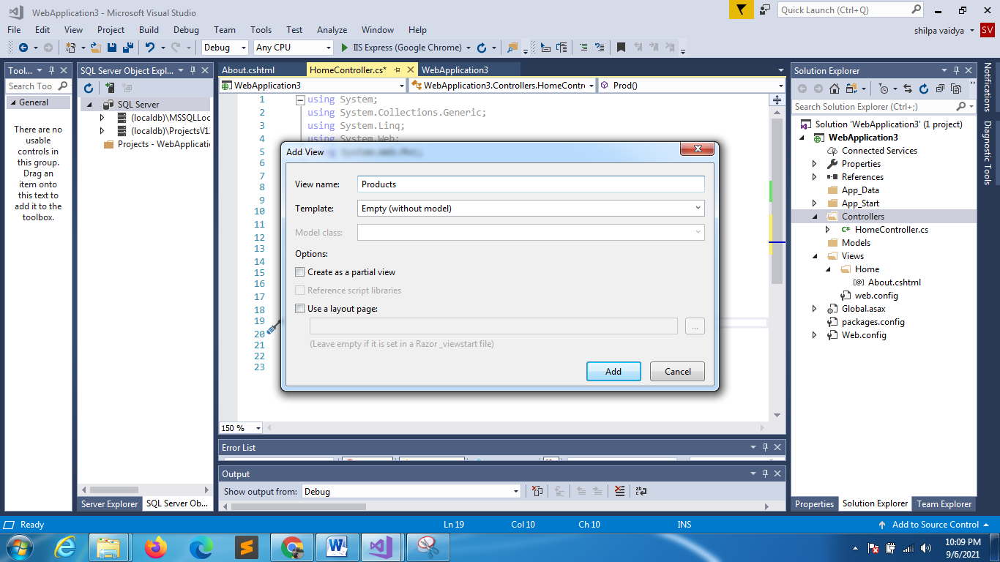 WebApplication3 - Microsoft Visual Studio
Quick Launch (Ctrl+Q)
File Edit View Project Build Debug Team Tools Test Analyze Window Help
shilpa vaidya SV
Debug Any CPU IIS Express (Google Chrome)
Tool...
Search Too
General
There are no
usable
controls in
this group.
Drag an
item onto
this text to
add it to the
toolbox.
SQL Server Object Expl...
SQL Server
(localdb)\MSSQLLoc
(localdb)\ProjectsV1
Projects - WebApplicatio
Server Explorer SQL Server Ob...
About.cshtml HomeController.cs* WebApplication3
WebApplication3 WebApplication3.Controllers.HomeContro Prod()
1 using System;
2 using System.Collections.Generic;
3 using System.Linq;
4 using System.Web;
5
6
7
8
9
10
11
12
13
14
15
16
17
18
19
20
21
22
23
Add View
View name: Products
Template: Empty (without model)
Model class:
Options:
Create as a partial view
Reference script libraries
Use a layout page:
...
(Leave empty if it is set in a Razor _viewstart file)
Add Cancel
150 %
Error List
Output
Show output from: Debug
Solution Explorer
Search Solution Explorer (Ctrl+;)
Solution 'WebApplication3' (1 project)
WebApplication3
Connected Services
Properties
References
App_Data
App_Start
Controllers
C# HomeController.cs
Models
Views
Home
About.cshtml
web.config
Global.asax
packages.config
Web.config
Properties Solution Explorer Team Explorer
Notifications
Diagnostic Tools
Ready Ln 19 Col 10 Ch 10 INS Add to Source Control
10:09 PM
9/6/2021